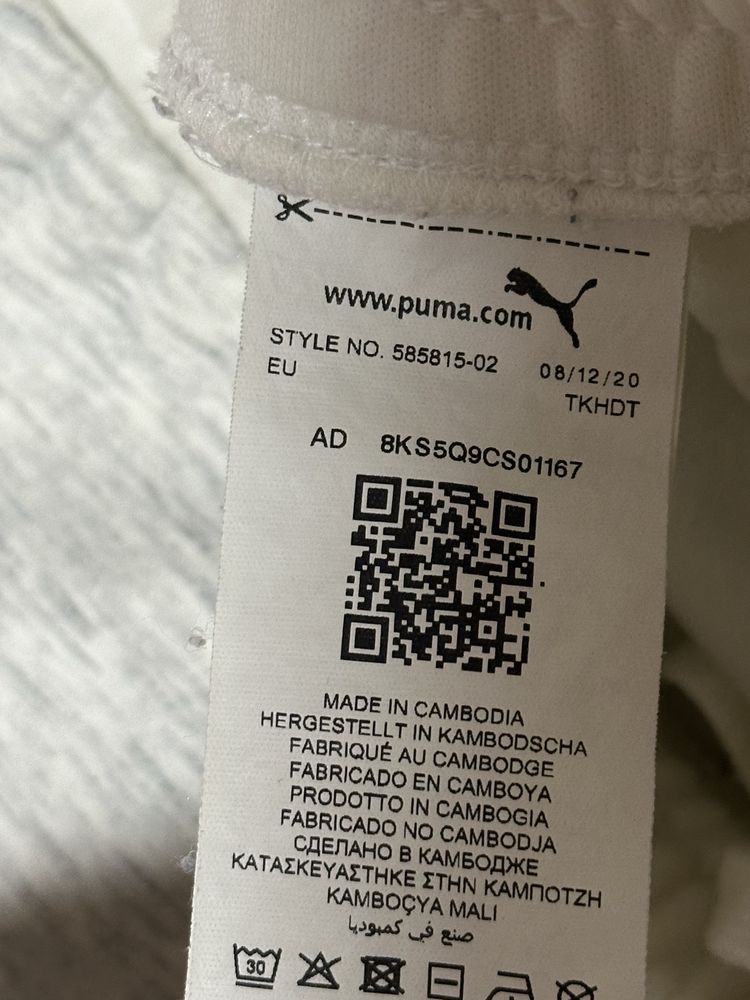 www.puma.com
STYLE NO. 585815-02 08/12/20
EU TKHDT
AD 8KS5Q9CS01167
MADE IN CAMBODIA
HERGESTELLT IN KAMBODSCHA
FABRIQUÉ AU CAMBODGE
FABRICADO EN CAMBOYA
PRODOTTO IN CAMBOGIA
FABRICADO NO CAMBODJA
СДЕЛАНО В КАМБОДЖЕ
ΚΑΤΑΣΚΕΥΑΣΤΗΚΕ ΣΤΗΝ ΚΑΜΠΟΤΖΗ
KAMBOÇYA MALI
صنع في كمبوديا
30